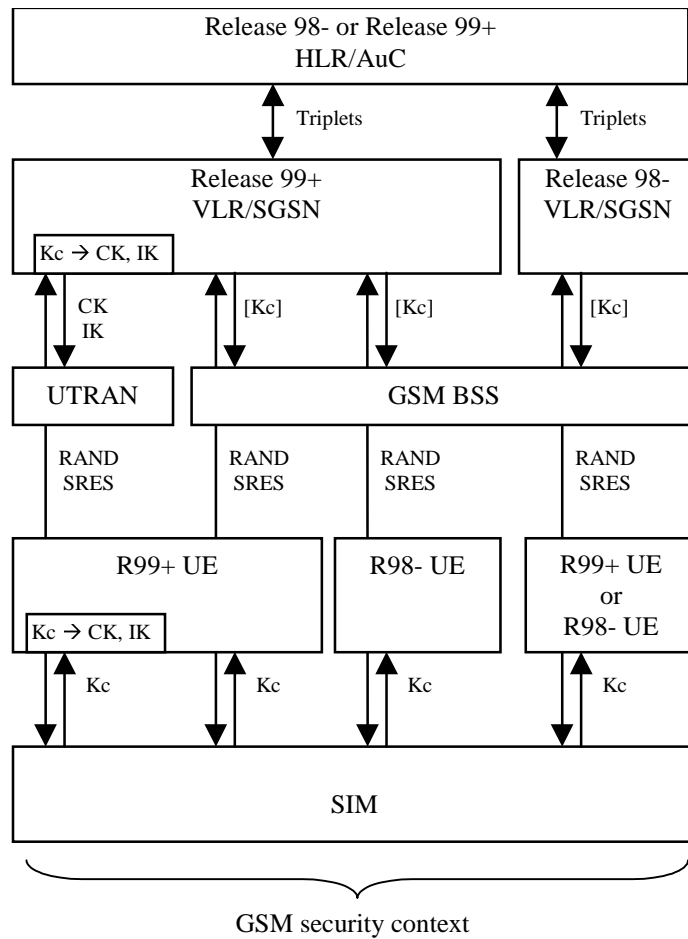 Release 98- or Release 99+
HLR/AuC
Triplets
Triplets
Release 99+
VLR/SGSN
Release 98-
VLR/SGSN
Kc → CK, IK
CK
IK
[Kc]
[Kc]
[Kc]
UTRAN
GSM BSS
RAND
SRES
RAND
SRES
RAND
SRES
RAND
SRES
R99+ UE
R98- UE
R99+ UE
or
R98- UE
Kc → CK, IK
Kc
Kc
Kc
Kc
SIM
GSM security context